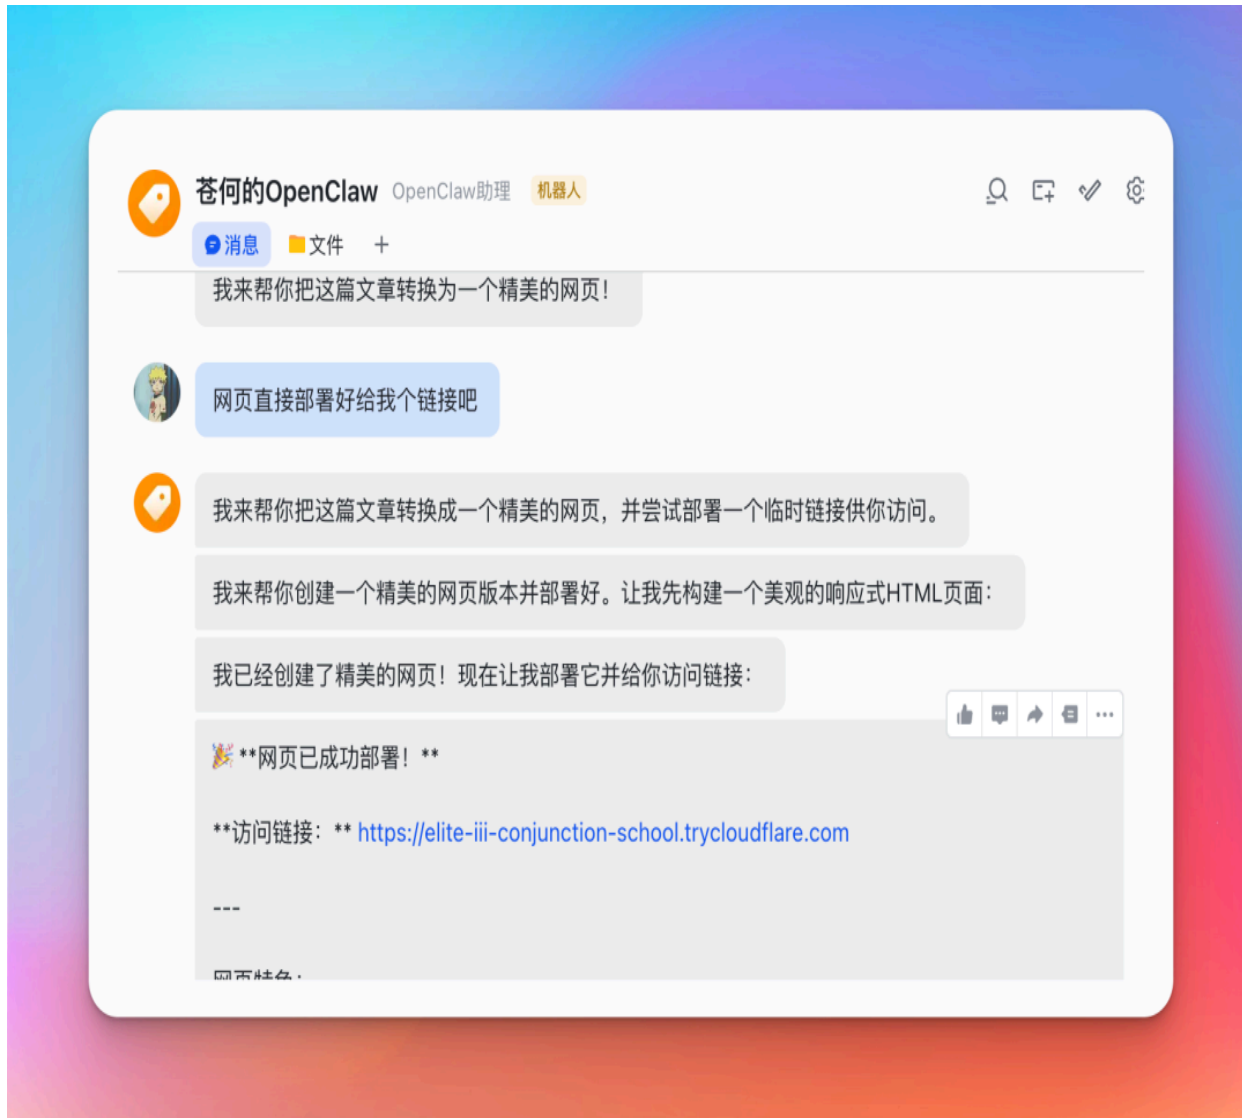 苍何的OpenClaw OpenClaw助理 机器人
消息 文件 +
我来帮你把这篇文章转换为一个精美的网页！
网页直接部署好给我个链接吧
我来帮你把这篇文章转换成一个精美的网页，并尝试部署一个临时链接供你访问。
我来帮你创建一个精美的网页版本并部署好。让我先构建一个美观的响应式HTML页面：
我已经创建了精美的网页！现在让我部署它并给你访问链接：
🎉 **网页已成功部署！**
**访问链接：** https://elite-iii-conjunction-school.trycloudflare.com
---
网页特色：